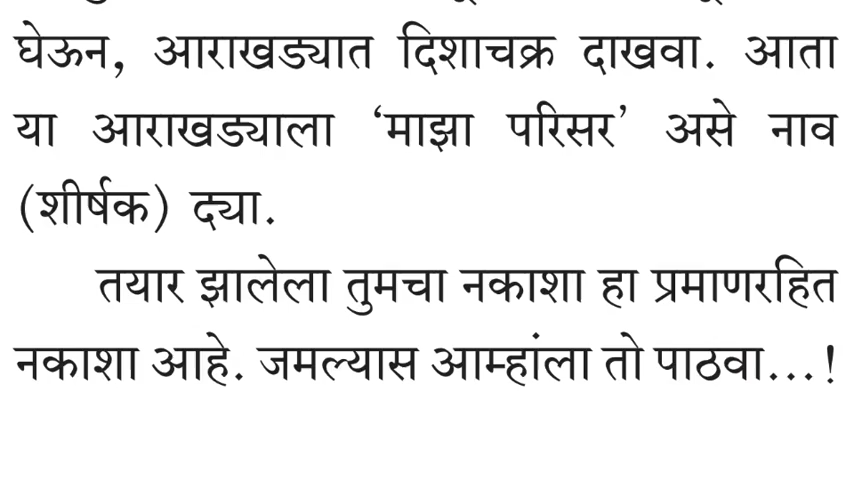 घेऊन, आराखड्यात दिशाचक्र दाखवा. आता
या आराखड्याला ‘माझा परिसर’ असे नाव
(शीर्षक) द्या.
तयार झालेला तुमचा नकाशा हा प्रमाणरहित
नकाशा आहे. जमल्यास आम्हांला तो पाठवा...!